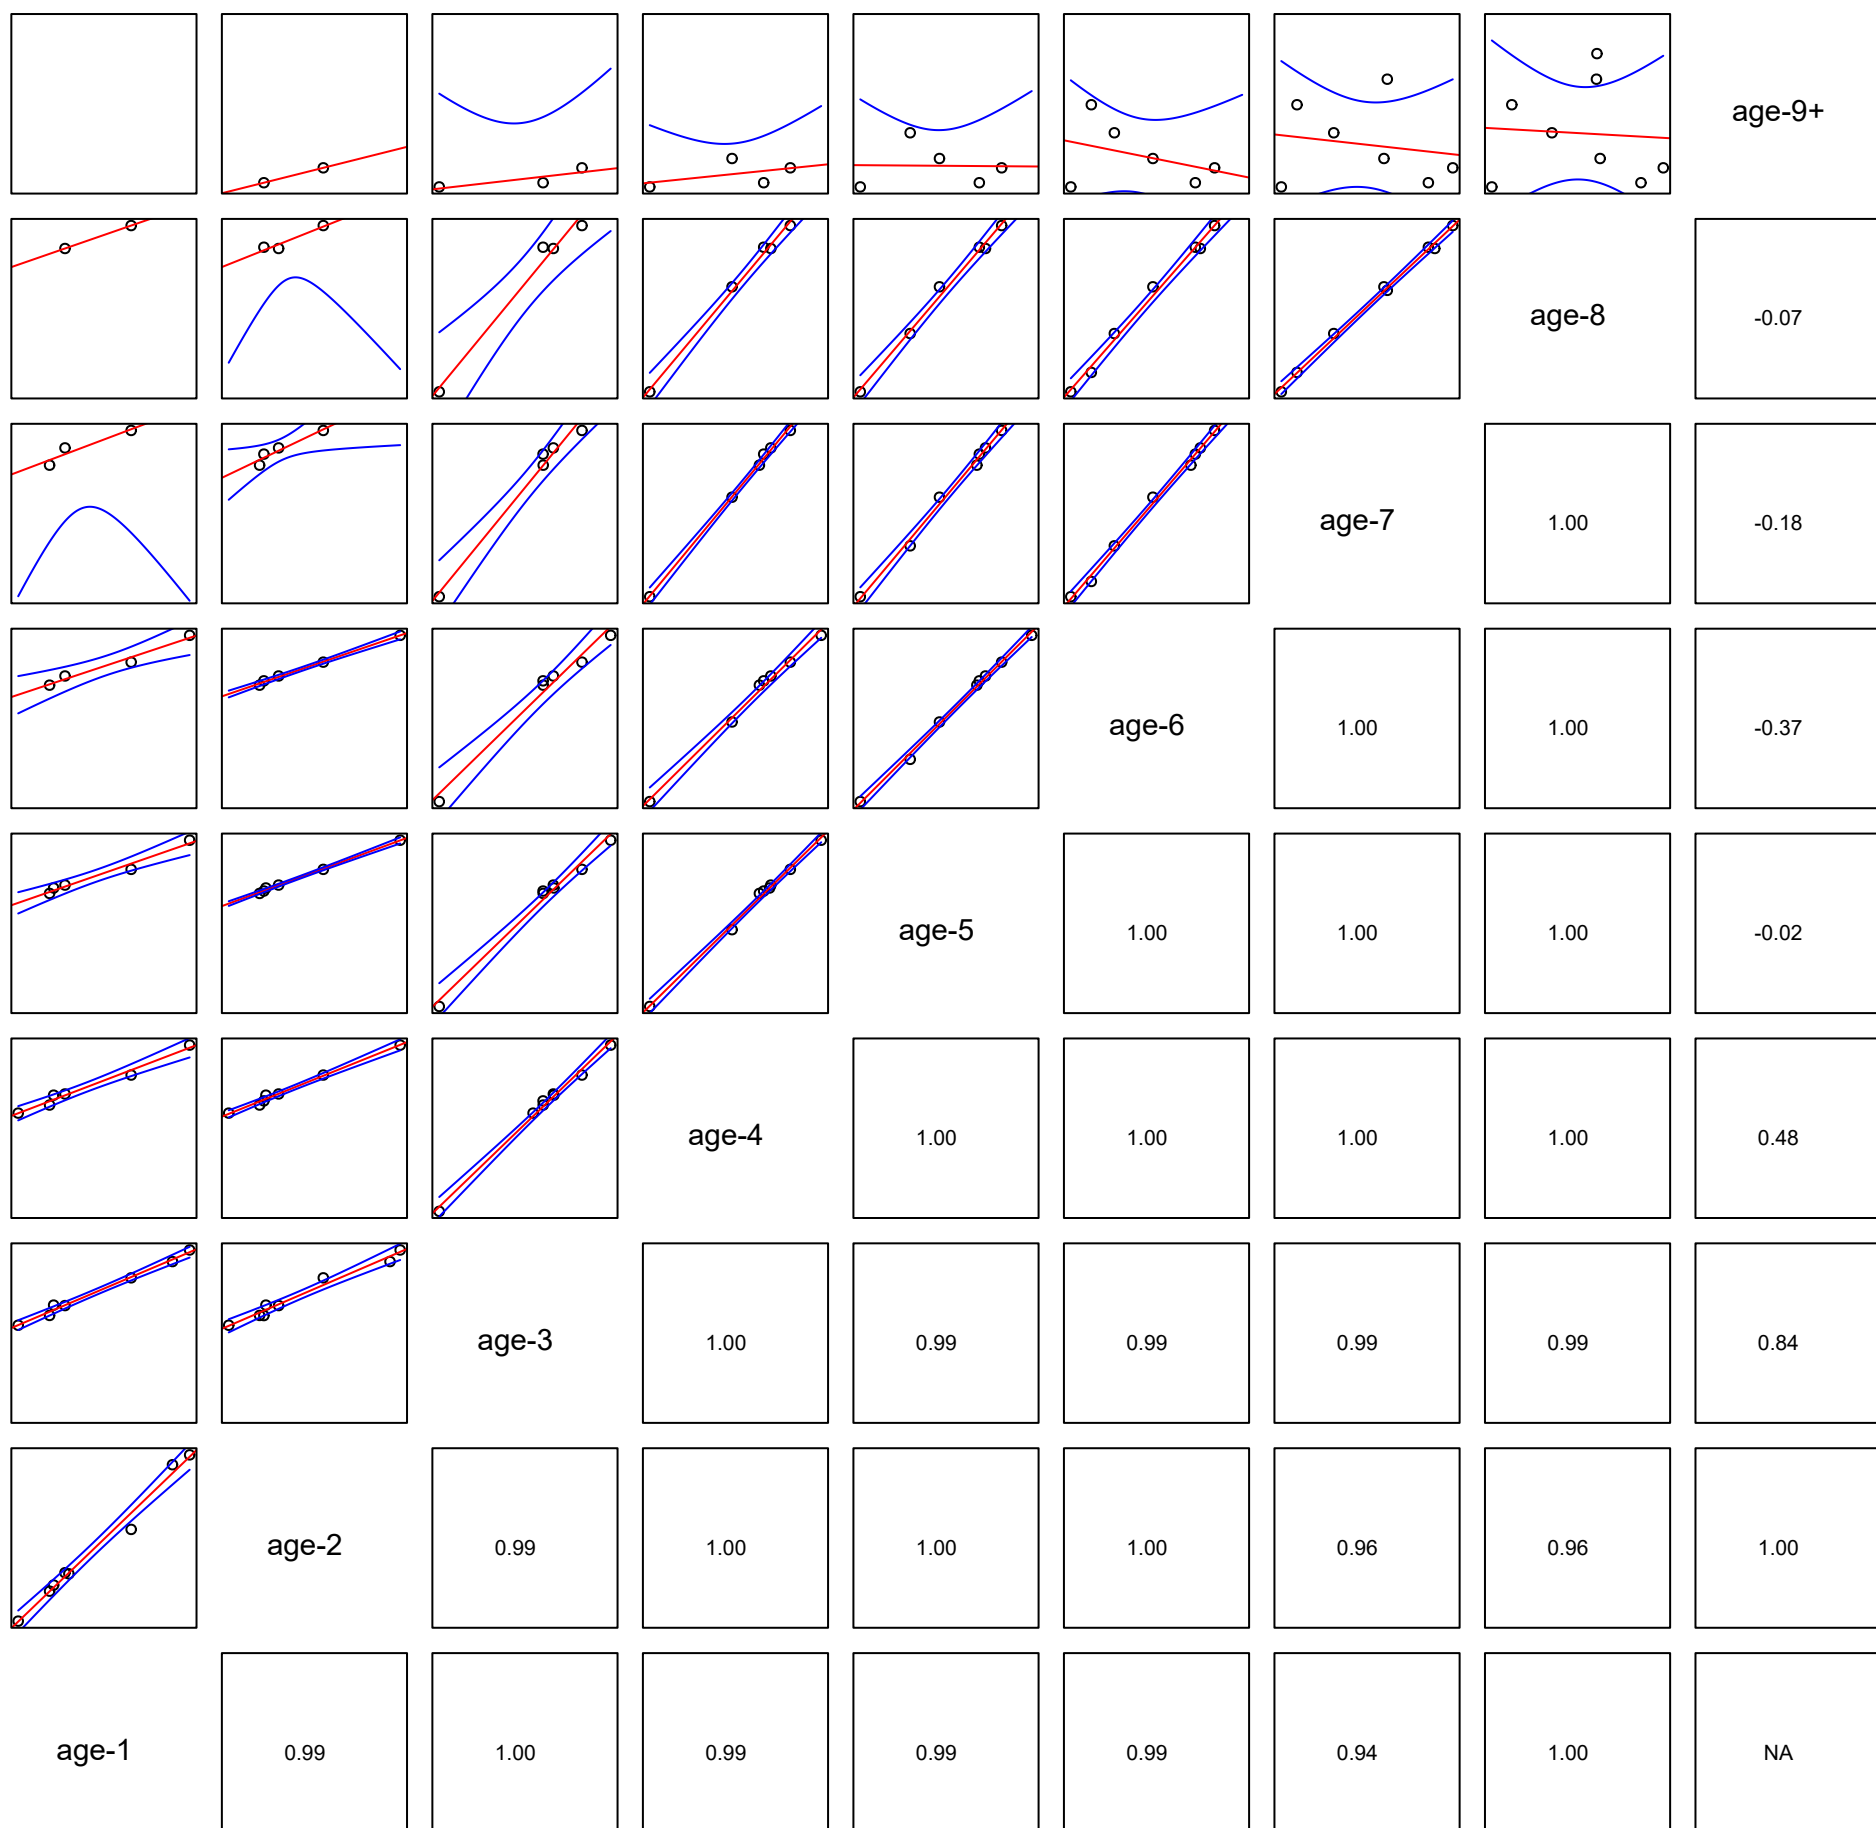 age-9+
age-8 -0.07
age-7 1.00 -0.18
age-6 1.00 1.00 -0.37
age-5 1.00 1.00 1.00 -0.02
age-4 1.00 1.00 1.00 1.00 0.48
age-3 1.00 0.99 0.99 0.99 0.99 0.84
age-2 0.99 1.00 1.00 1.00 0.96 0.96 1.00
age-1 0.99 1.00 0.99 0.99 0.99 0.94 1.00 NA